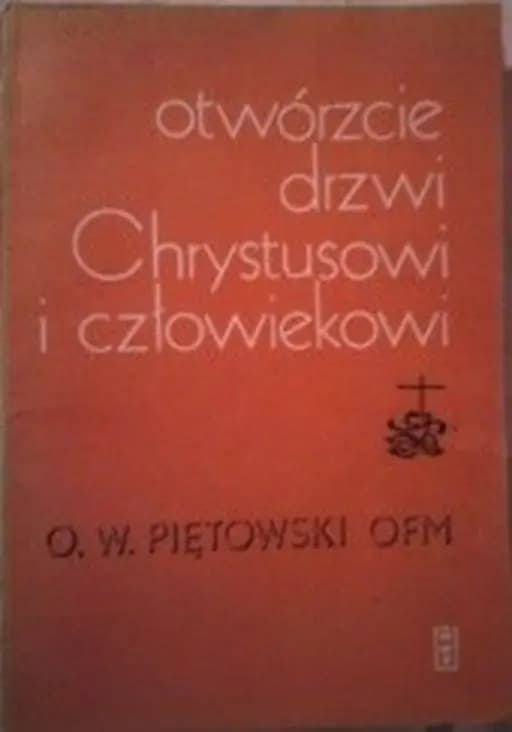 otwórzcie
drzwi
Chrystusowi
i człowiekowi
O. W. PIĘTOWSKI OFM